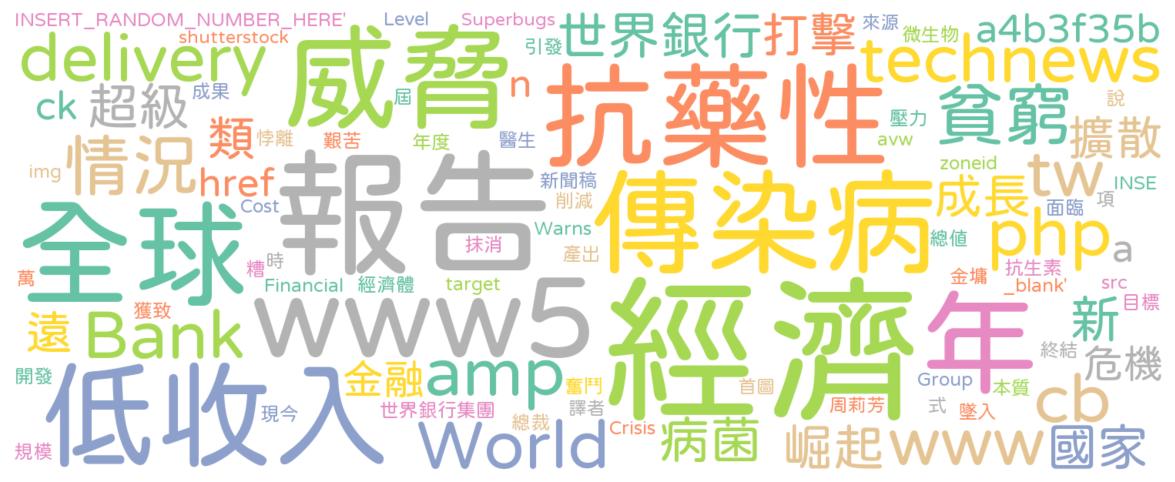 INSERT_RANDOM_NUMBER_HERE'
Level
Superbugs
來源
微生物
a4b3f35b
shutterstock
delivery
威脅
引發
世界銀行
打擊
technews
ck
超級
成果
屆
n
抗藥性
壓力
貧窮
說
類
悖離
艱苦
年度
醫生
avw
擴散
img
情況
href
報告
新聞稿
傳染病
zoneid
tw
INSE
全球
Cost
削減
成長
面臨
項
抹消
Warns
總值
php
a
萬
糟
時
Financial
經濟體
target
產出
www5
金墉
抗生素
_blank'
src
目標
遠
Bank
獲致
經濟
年
新
終結
危機
開發
低收入
現今
金融
amp
奮鬥
首圖
Group
本質
cb
世界銀行集團
總裁
譯者
周莉芳
式
墜入
規模
World
Crisis
病菌
崛起
www
國家